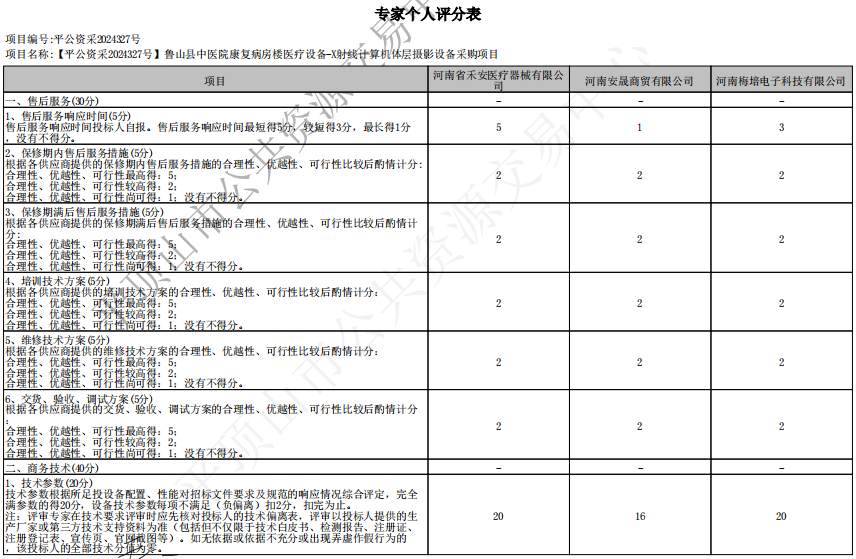 专家个人评分表
项目编号:平公资采2024327号
项目名称:【平公资采2024327号】鲁山县中医院康复病房楼医疗设备-X射线计算机体层摄影设备采购项目
项目 河南省禾安医疗器械有限公司 河南安晟商贸有限公司 河南梅培电子科技有限公司
一、售后服务(30分) - - -
1、售后服务响应时间(5分)
售后服务响应时间投标人自报。售后服务响应时间最短得5分，较短得3分，最长得1分
，没有不得分。
5 1 3
2、保修期内售后服务措施(5分)
根据各供应商提供的保修期内售后服务措施的合理性、优越性、可行性比较后酌情计分:
合理性、优越性、可行性最高得：5;
合理性、优越性、可行性较高得：2;
合理性、优越性、可行性尚可得：1；没有不得分。
2 2 2
3、保修期满后售后服务措施(5分)
根据各供应商提供的保修期满后售后服务措施的合理性、优越性、可行性比较后酌情计
分:
合理性、优越性、可行性最高得：5;
合理性、优越性、可行性较高得：2;
合理性、优越性、可行性尚可得：1；没有不得分。
2 2 2
4、培训技术方案(5分)
根据各供应商提供的培训技术方案的合理性、优越性、可行性比较后酌情计分:
合理性、优越性、可行性最高得：5;
合理性、优越性、可行性较高得：2;
合理性、优越性、可行性尚可得：1；没有不得分。
2 2 2
5、维修技术方案(5分)
根据各供应商提供的维修技术方案的合理性、优越性、可行性比较后酌情计分:
合理性、优越性、可行性最高得：5;
合理性、优越性、可行性较高得：2;
合理性、优越性、可行性尚可得：1；没有不得分。
2 2 2
6、交货、验收、调试方案(5分)
根据各供应商提供的交货、验收、调试方案的合理性、优越性、可行性比较后酌情计分
:
合理性、优越性、可行性最高得：5;
合理性、优越性、可行性较高得：2;
合理性、优越性、可行性尚可得：1；没有不得分。
2 2 2
二、商务技术(40分) - - -
1、技术参数(20分)
技术参数根据所足投设备配置、性能对招标文件要求及规范的响应情况综合评定，完全
满参数的得20分，设备技术参数每项不满足（负偏离）扣2分，扣完为止。
注：评审专家在技术要求评审时应先核对投标人的技术偏离表，评审以投标人提供的生
产厂家或第三方技术支持资料为准（包括但不仅限于技术白皮书、检测报告、注册证、
注册登记表、宣传页、官网截图等）。如无依据或依据不充分或出现弄虚作假行为的
，该投标人的全部技术分值为零。
20 16 20
平顶山市公共资源交易中心
平顶山市公共资源交易中心